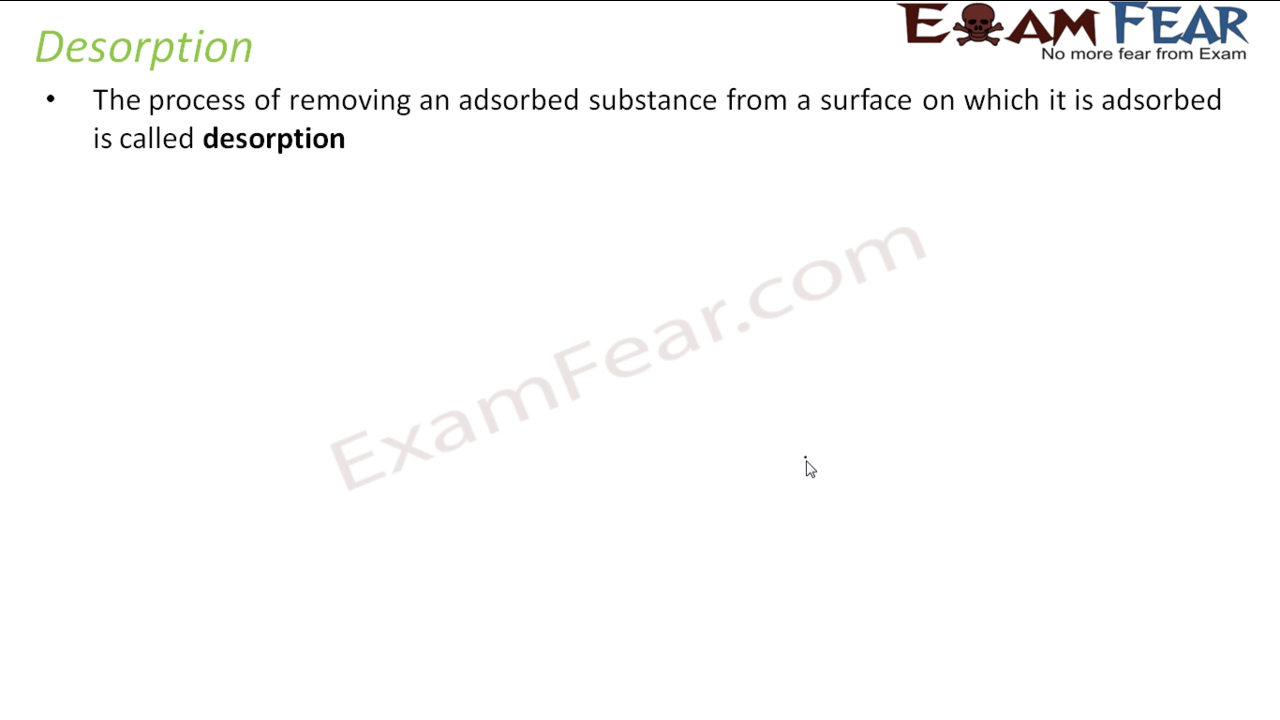 Desorption
EXAM FEAR
No more fear from Exam
• The process of removing an adsorbed substance from a surface on which it is adsorbed
is called desorption
ExamFear.com